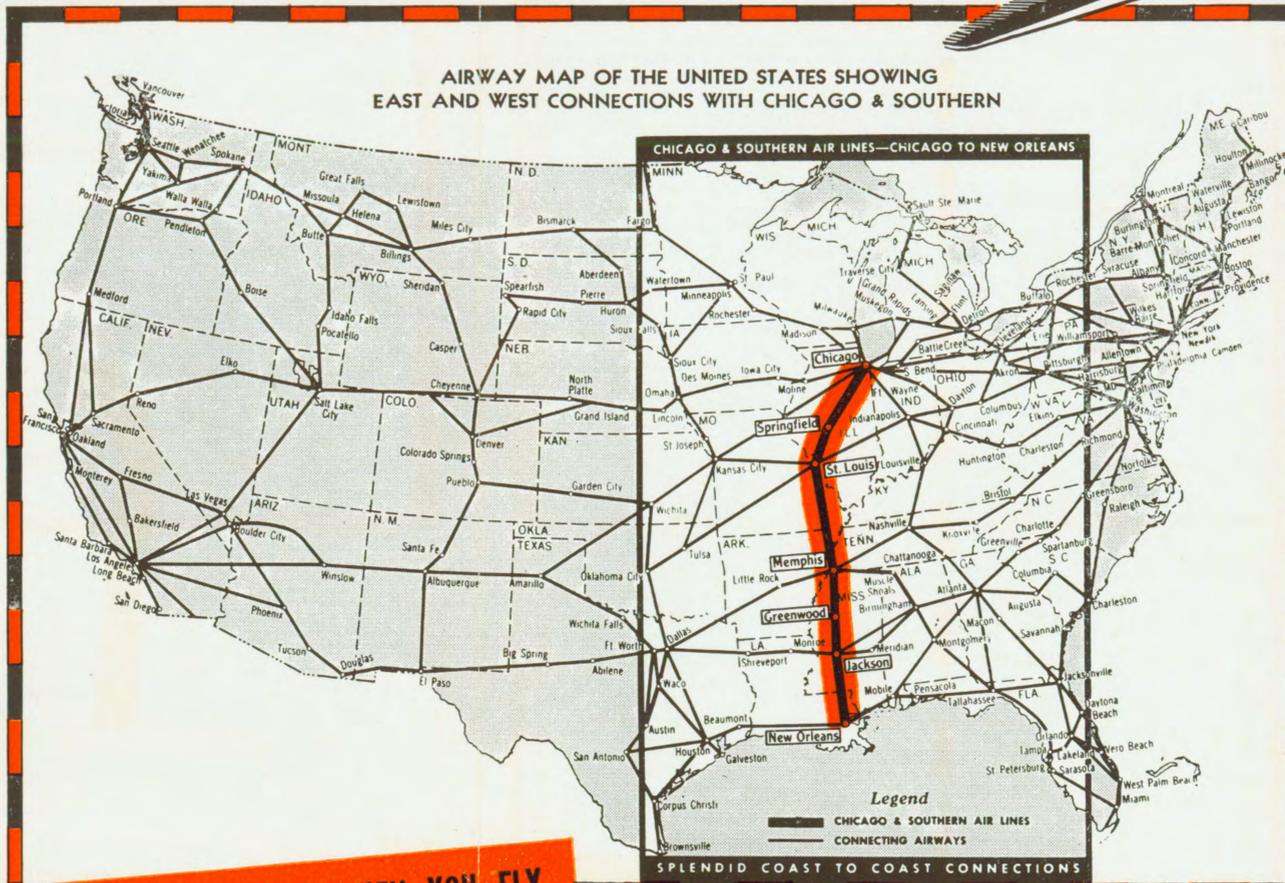 AIRWAY MAP OF THE UNITED STATES SHOWING
EAST AND WEST CONNECTIONS WITH CHICAGO & SOUTHERN
CHICAGO & SOUTHERN AIR LINES—CHICAGO TO NEW ORLEANS
Vancouver
Victoria
WASH.
Seattle
Wenatchee
Spokane
Yakima
Walla Walla
Portland
ORE
Pendleton
IDAHO
MONT
Great Falls
Missoula
Helena
Lewistown
Butte
Billings
Miles City
N. D.
Bismarck
Fargo
MINN
Boise
WYO.
Sheridan
S. D.
Spearfish
Rapid City
Aberdeen
Pierre
Huron
Watertown
St. Paul
Minneapolis
Rochester
Sioux Falls
IA
WIS
MICH
MICH
Sault Ste Marie
Traverse City
Grand Rapids
Muskegon
Saginaw
Lansing
Flint
Detroit
Milwaukee
Madison
Medford
CALIF.
NEV.
Idaho Falls
Pocatello
Casper
NEB.
Elko
Cheyenne
North
Platte
Grand Island
Sioux City
Omaha
Lincoln
Des Moines
Iowa City
Moline
MO
Chicago
Battle Creek
S Bend
Ft
Wayne
IND
OHIO
Reno
Sacramento
San
Francisco
Oakland
Monterey
Fresno
UTAH
Salt Lake
City
COLO.
Denver
Colorado Springs
Pueblo
KAN
Garden City
St Joseph
Kansas City
Wichita
Springfield
ILL
Indianapolis
St. Louis
Louisville
KY
Dayton
Cincinnati
Columbus
Akron
Cleveland
Huntington
Charleston
W VA
Elkins
VA
Richmond
Norfolk
Washington
Baltimore
MD
Harrisburg
Pittsburgh
Allentown
Philadelphia
Camden
New York
Newark
Wilkes
Barre
Williamsport
PA
Erie
Buffalo
Rochester
Syracuse
N. Y.
Albany
Springfield
Hartford
CONN.
Providence
Boston
MASS
Concord
Manchester
N H
VT
Barre-Montpelier
Burlington
Montreal
Waterville
Augusta
Lewiston
Portland
Bangor
Millinocket
Houlton
Caribou
ME
Las Vegas
Boulder City
ARIZ
N. M.
Bakersfield
Santa Barbara
Los Angeles
Long Beach
San Diego
Winslow
Phoenix
Tucson
Douglas
Santa Fe
Albuquerque
El Paso
OKLA
TEXAS
Amarillo
Oklahoma City
Tulsa
ARK.
Little Rock
Wichita Falls
Ft. Worth
Dallas
Big Spring
Abilene
Waco
Austin
San Antonio
Houston
Galveston
Beaumont
Corpus Christi
Brownsville
LA.
Shreveport
Monroe
Memphis
TENN
Nashville
MISS
Greenwood
Jackson
Meridian
New Orleans
Mobile
Pensacola
Tallahassee
FLA.
ALA
Muscle
Shoals
Birmingham
Montgomery
Chattanooga
Knoxville
Bristol
N C
Greensboro
Raleigh
Charlotte
Greenville
Spartanburg
S C
Columbia
GA
Atlanta
Augusta
Macon
Savannah
Charleston
Jacksonville
Daytona
Beach
Orlando
Tampa
Lakeland
Vero Beach
St. Petersburg
Sarasota
West Palm Beach
Miami
Legend
CHICAGO & SOUTHERN AIR LINES
CONNECTING AIRWAYS
SPLENDID COAST TO COAST CONNECTIONS
YOU FLY